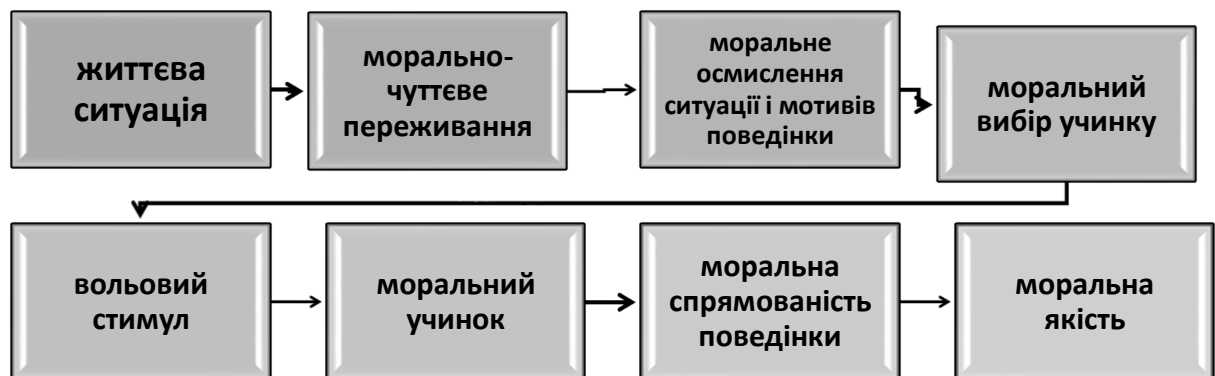 життєва
ситуація
морально-
чуттєве
переживання
моральне
осмислення
ситуації і мотивів
поведінки
моральний
вибір учинку
вольовий
стимул
моральний
учинок
моральна
спрямованість
поведінки
моральна
якість